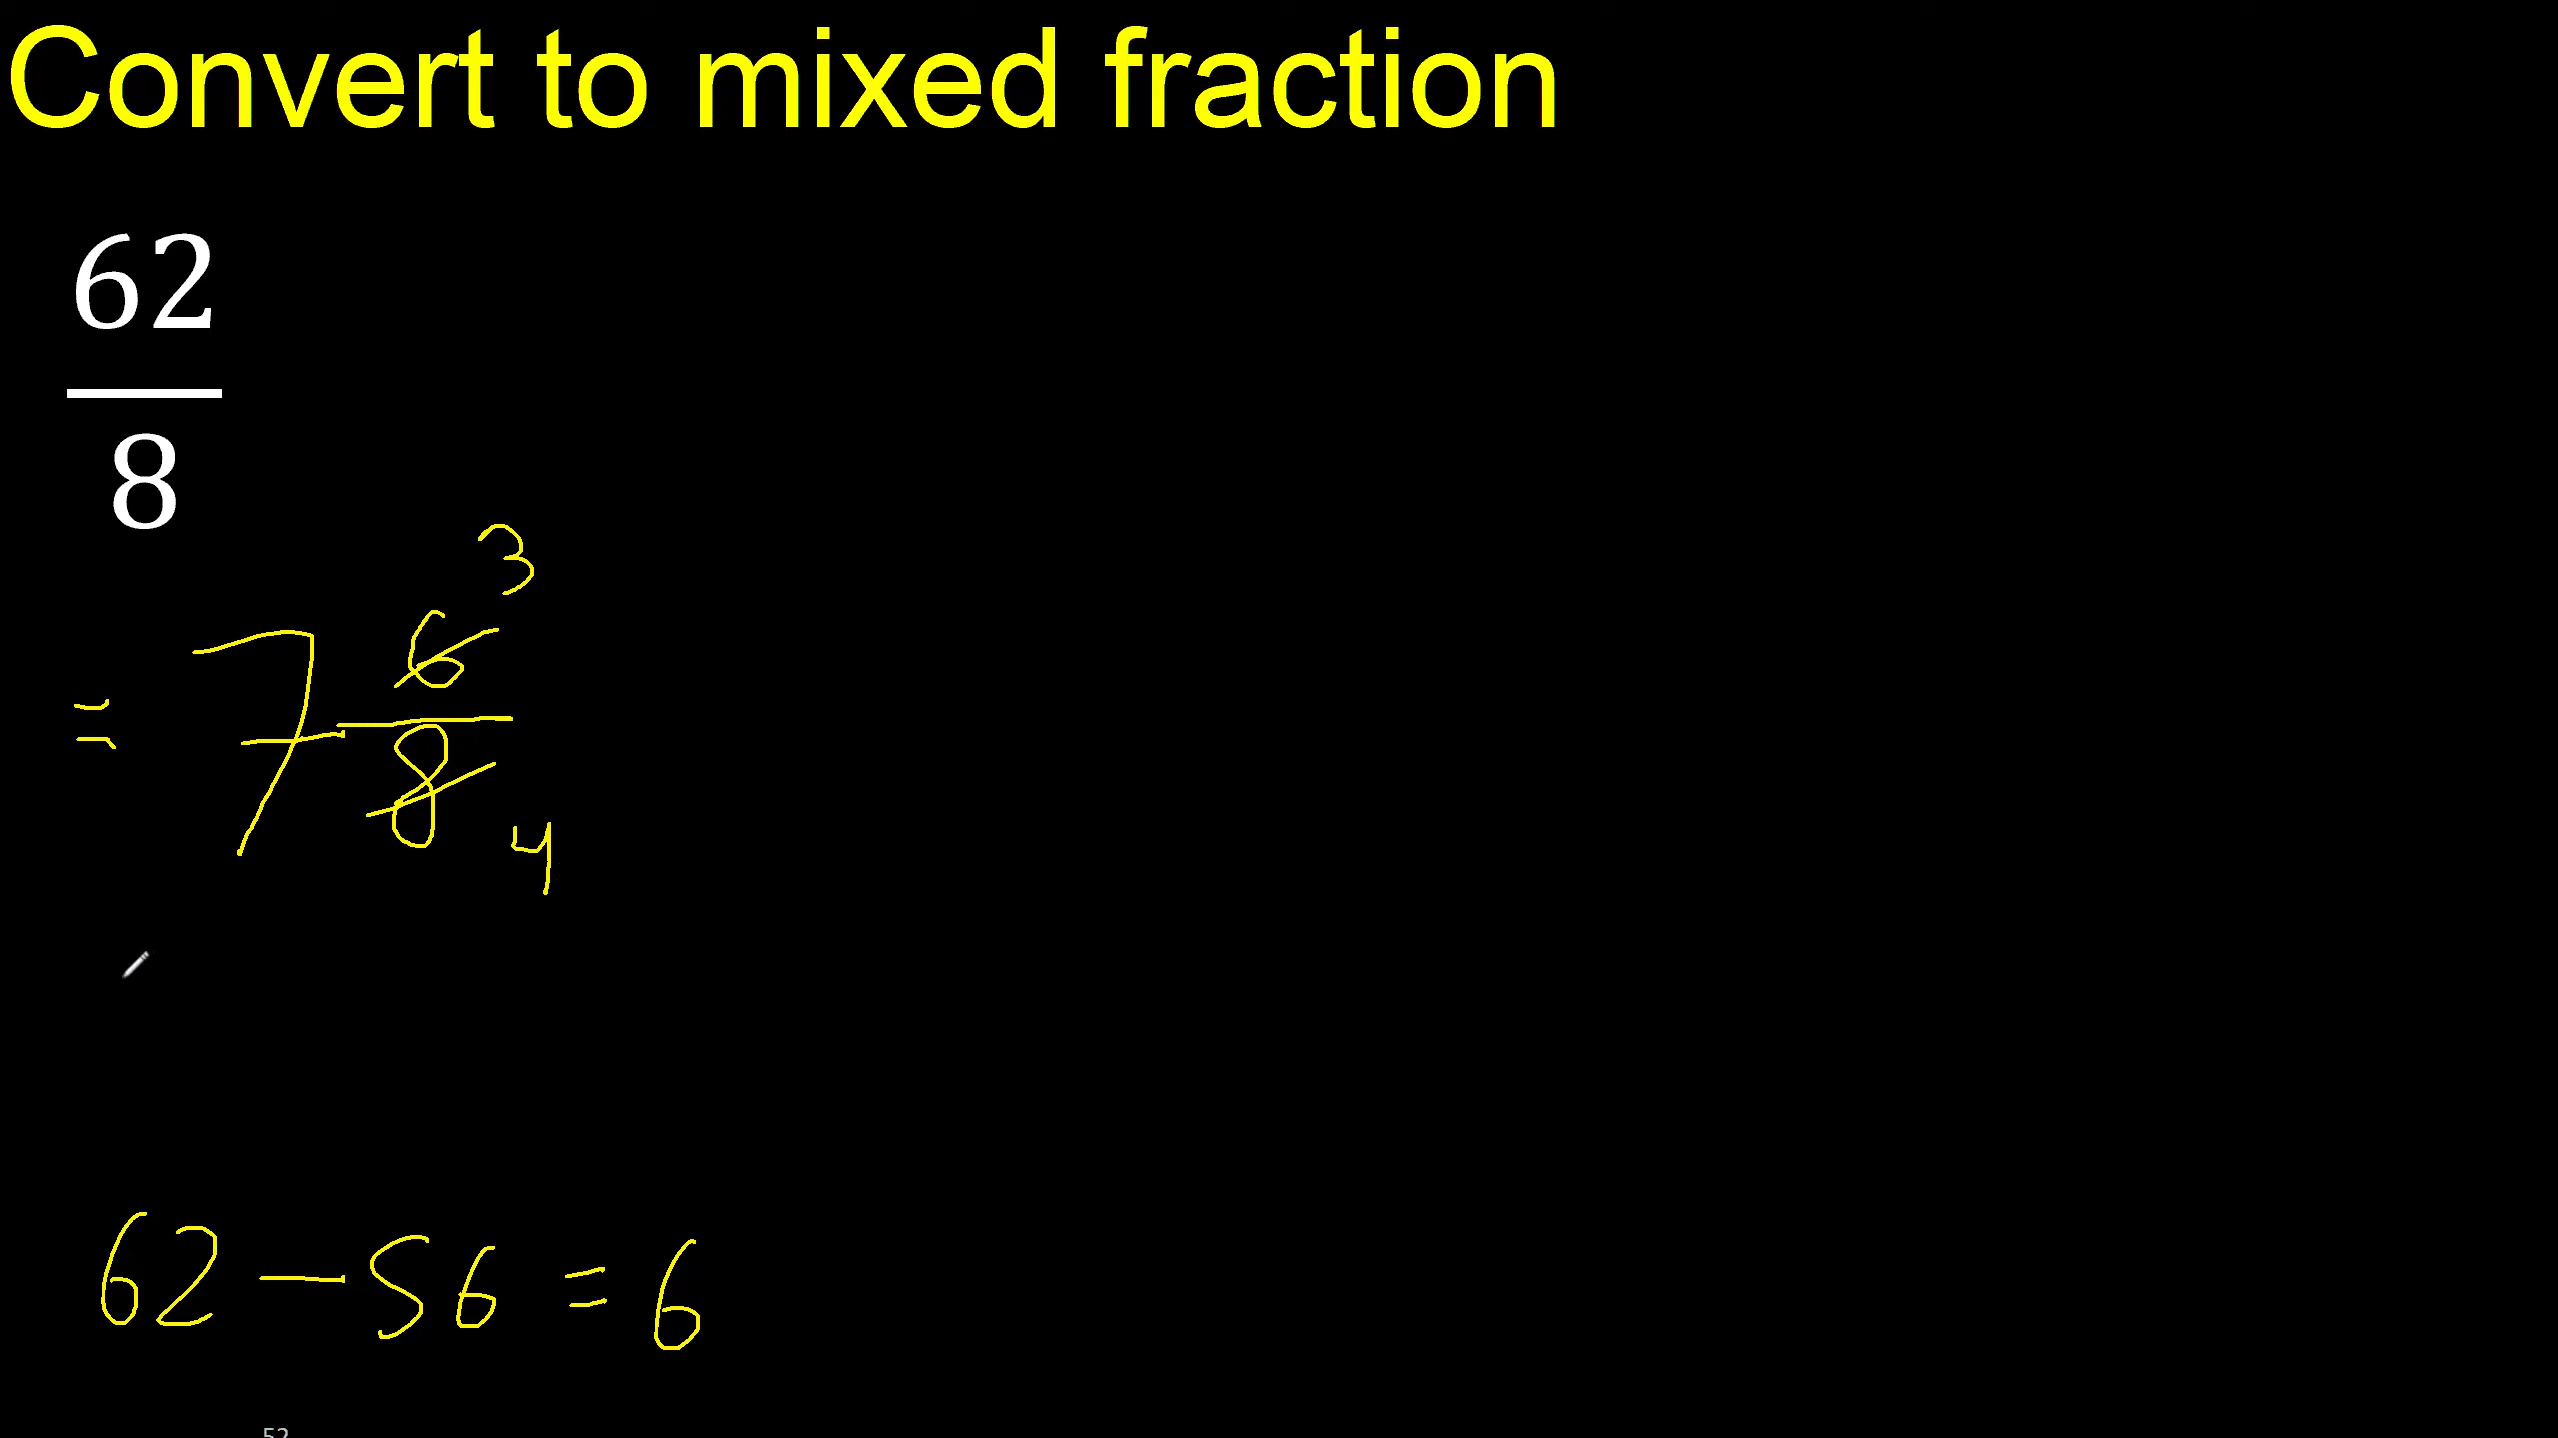 Convert to mixed fraction
62
8
3
= 7 6
8
4
62 - 56 = 6